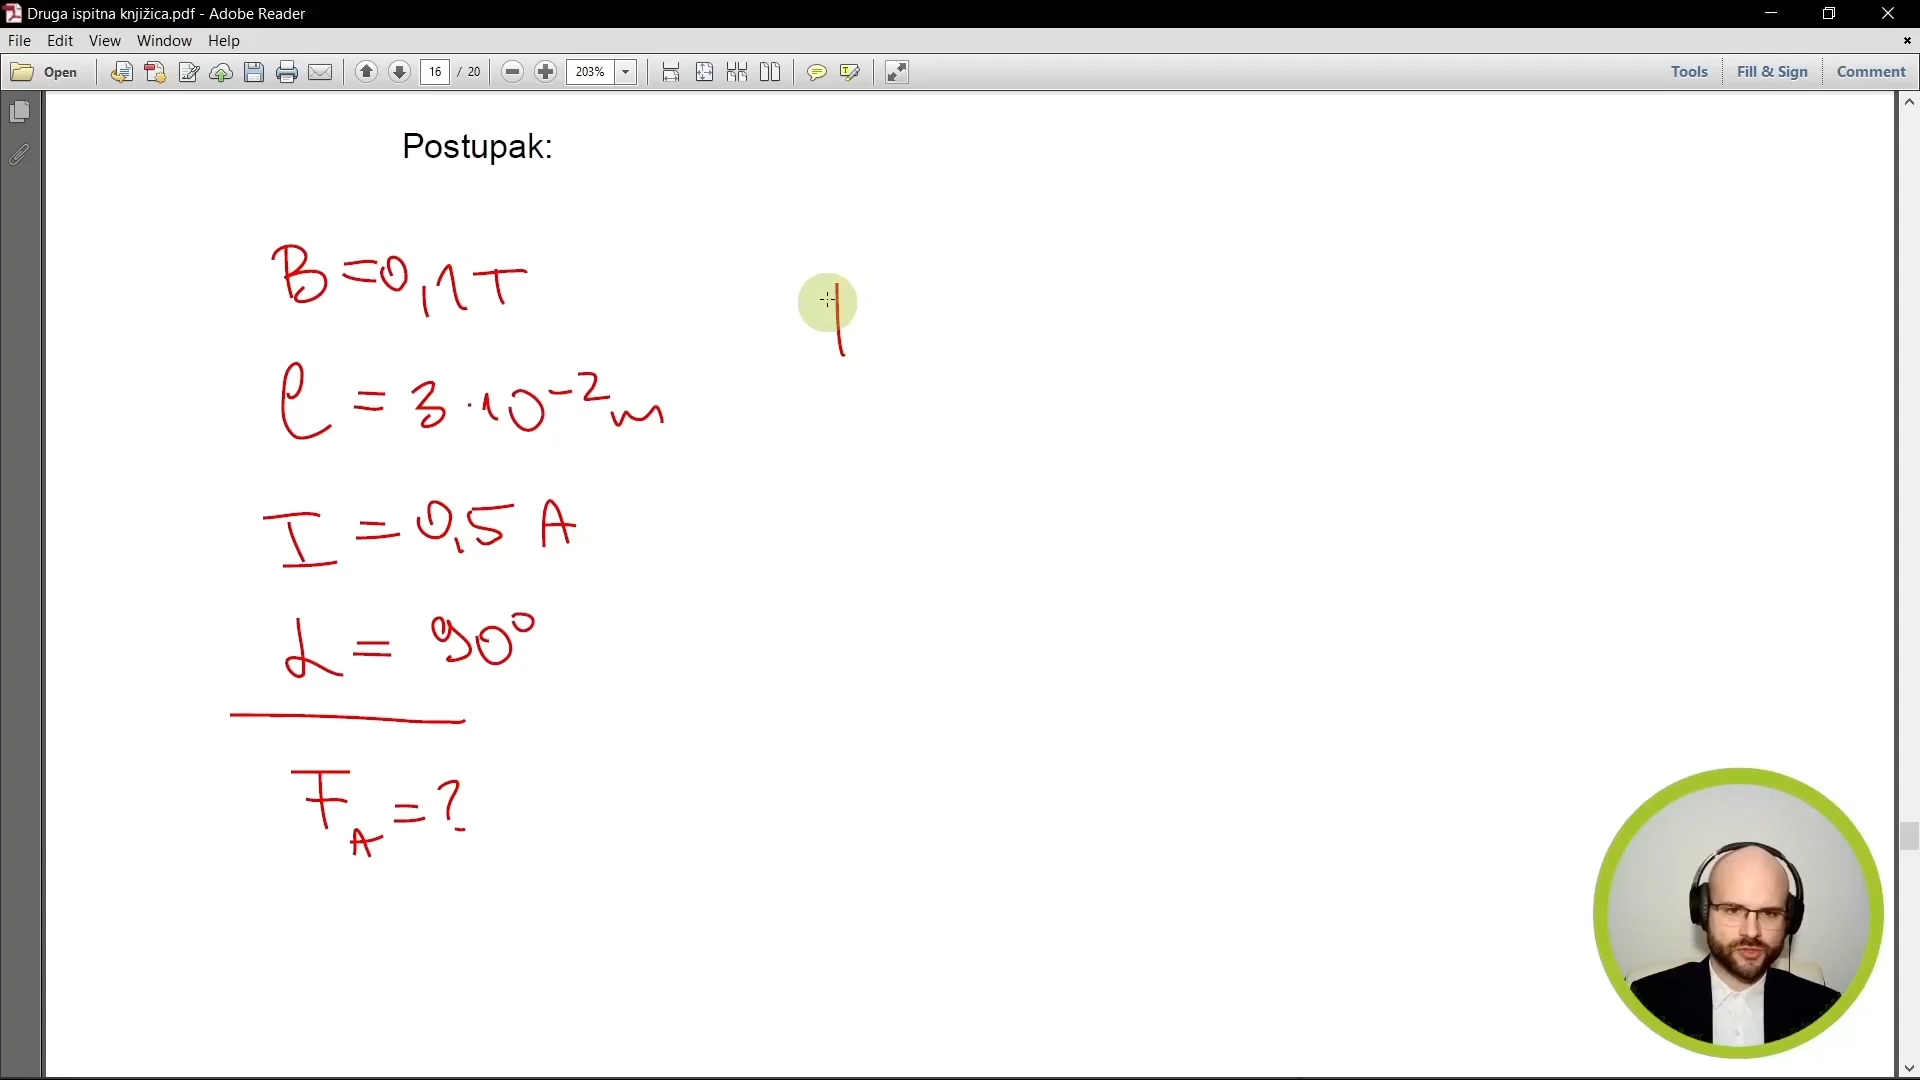 Druga ispitna knjižica.pdf - Adobe Reader
File Edit View Window Help
Open 16 / 20 203% Tools Fill & Sign Comment
Postupak:
B = 0,1 T
l = 3 · 10⁻² m
I = 0,5 A
α = 90°
F_A = ?